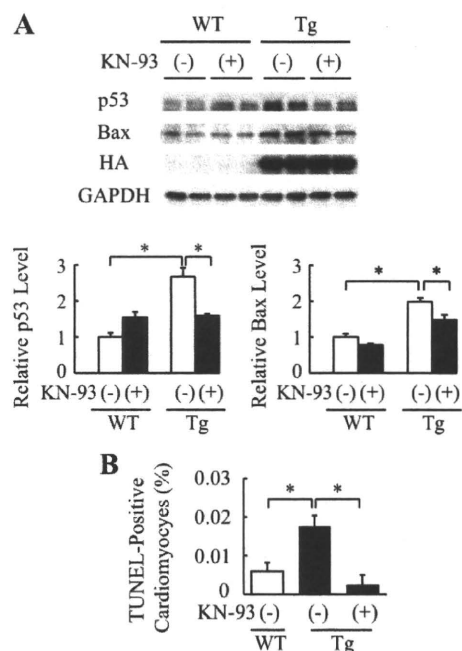 A
WT Tg
KN-93 (-) (+) (-) (+)
p53
Bax
HA
GAPDH
Relative p53 Level
3
2
1
0
* *
KN-93 (-) (+) (-) (+)
WT Tg
Relative Bax Level
3
2
1
0
* *
KN-93 (-) (+) (-) (+)
WT Tg
B
TUNEL-Positive
Cardiomyocyes (%)
0.03
0.02
0.01
0
* *
KN-93 (-) (-) (+)
WT Tg